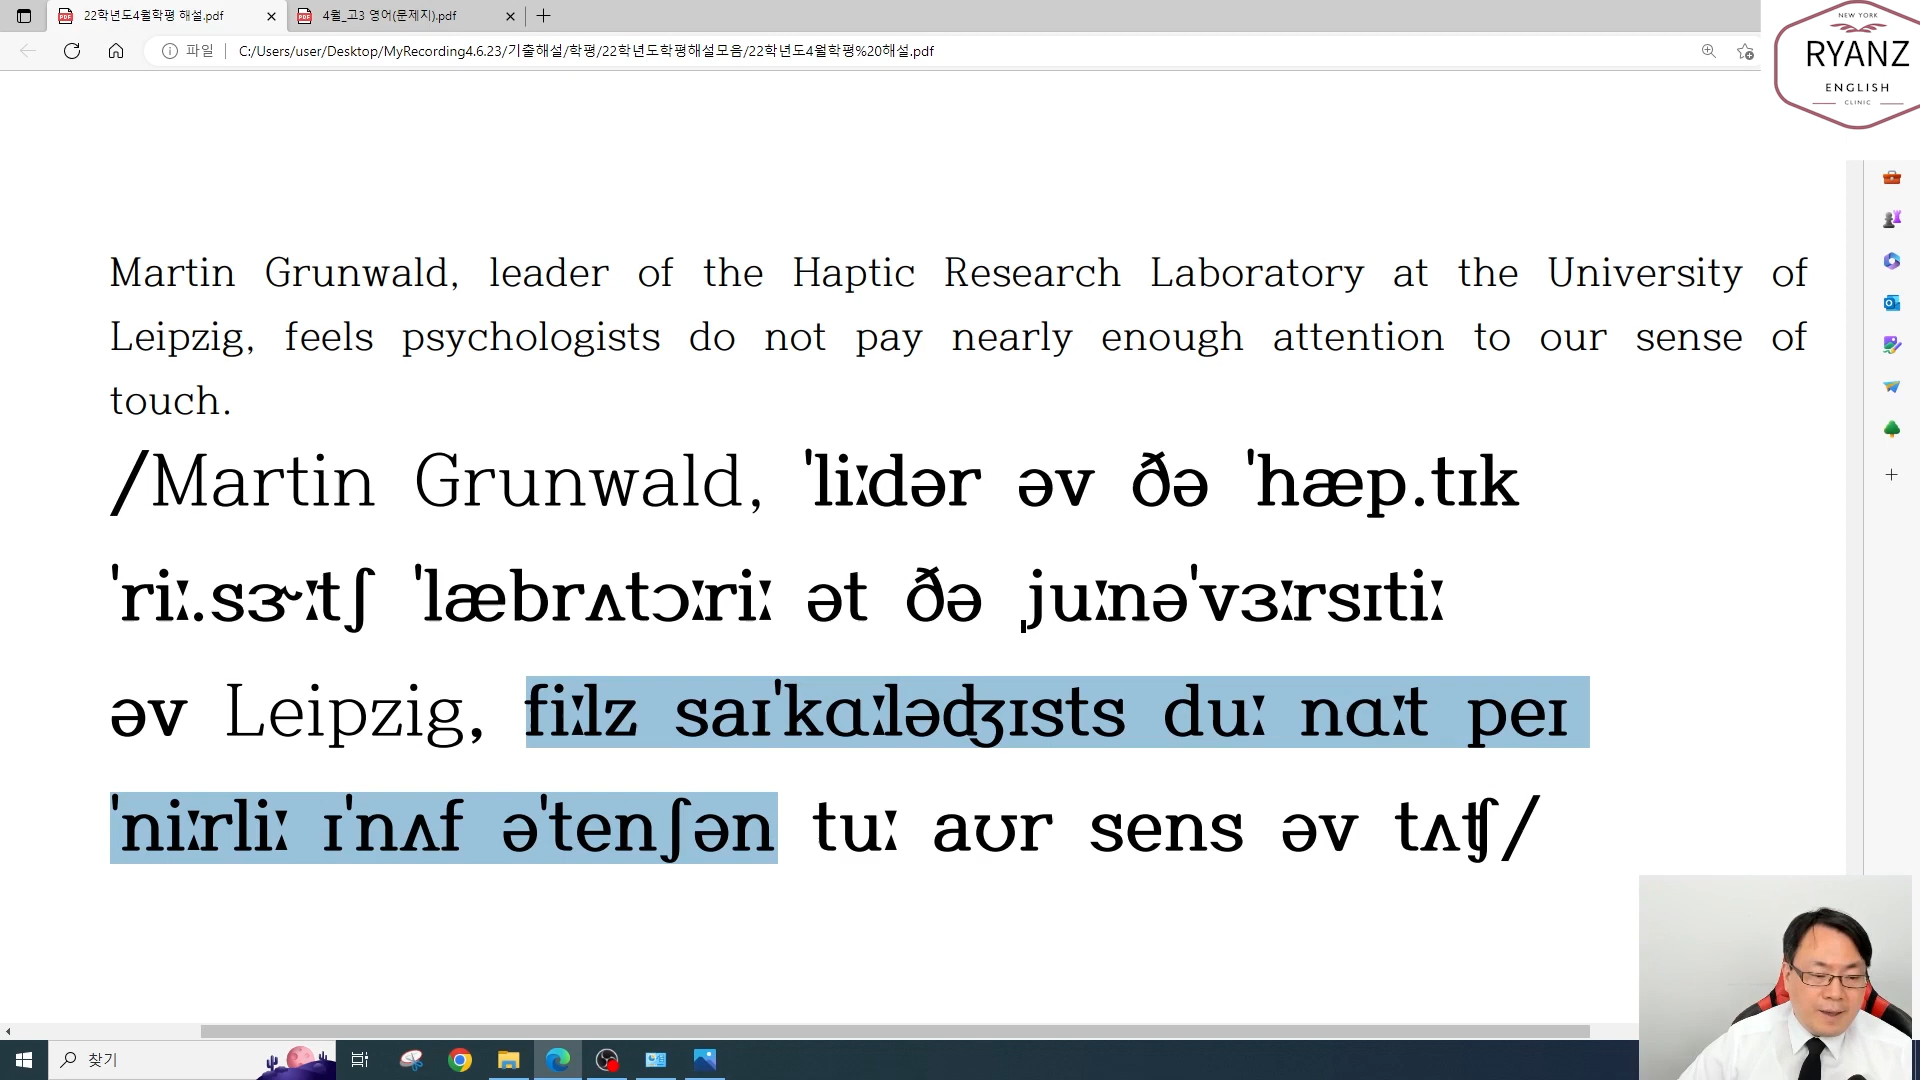 22학년도4월학평 해설.pdf
4월_고3 영어(문제지).pdf
파일
C:/Users/user/Desktop/MyRecording4.6.23/기출해설/학평/22학년도학평해설모음/22학년도4월학평%20해설.pdf
NEW YORK
RYANZ
ENGLISH
CLINIC
Martin Grunwald, leader of the Haptic Research Laboratory at the University of
Leipzig, feels psychologists do not pay nearly enough attention to our sense of
touch.
/Martin Grunwald, ˈliːdər əv ðə ˈhæp.tɪk
ˈriː.sɝːtʃ ˈlæbrʌtɔːriː ət ðə ˌjuːnəˈvɜːrsɪtiː
əv Leipzig, fiːlz saɪˈkɑːləʤɪsts duː nɑːt peɪ
ˈniːrliː ɪˈnʌf əˈtenʃən tuː aʊr sens əv tʌʧ/
찾기